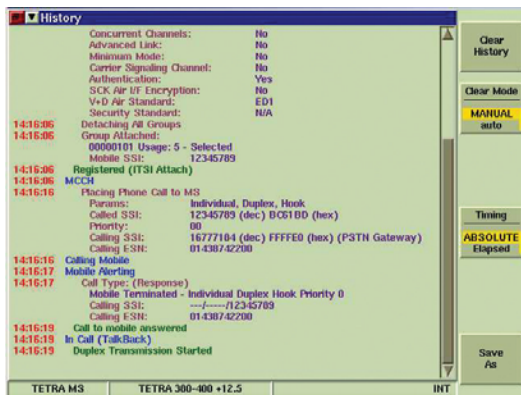 History
Concurrent Channels: No
Advanced Link: No
Minimum Mode: No
Carrier Signaling Channel: No
Authentication: Yes
SCK Air I/F Encryption: No
V+D Air Standard: ED1
Security Standard: N/A
14:16:06 Detaching All Groups
14:16:06 Group Attached:
00000101 Usage: 5 - Selected
Mobile SSI: 12345789
14:16:06 Registered (ITSI Attach)
14:16:06 MCCH
14:16:16 Placing Phone Call to MS
Params: Individual, Duplex, Hook
Called SSI: 12345789 (dec) BC61BD (hex)
Priority: 00
Calling SSI: 16777184 (dec) FFFFE0 (hex) (PSTN Gateway)
Calling ESN: 01438742200
14:16:16 Calling Mobile
14:16:17 Mobile Alerting
14:16:17 Call Type: (Response)
Mobile Terminated - Individual Duplex Hook Priority 0
Calling SSI: ---/-----/12345789
Calling ESN: 01438742200
14:16:19 Call to mobile answered
14:16:19 In Call (TalkBack)
14:16:19 Duplex Transmission Started
TETRA MS TETRA 300-400 +12.5 INT
Clear
History
Clear Mode
MANUAL
auto
Timing
ABSOLUTE
Elapsed
Save
As